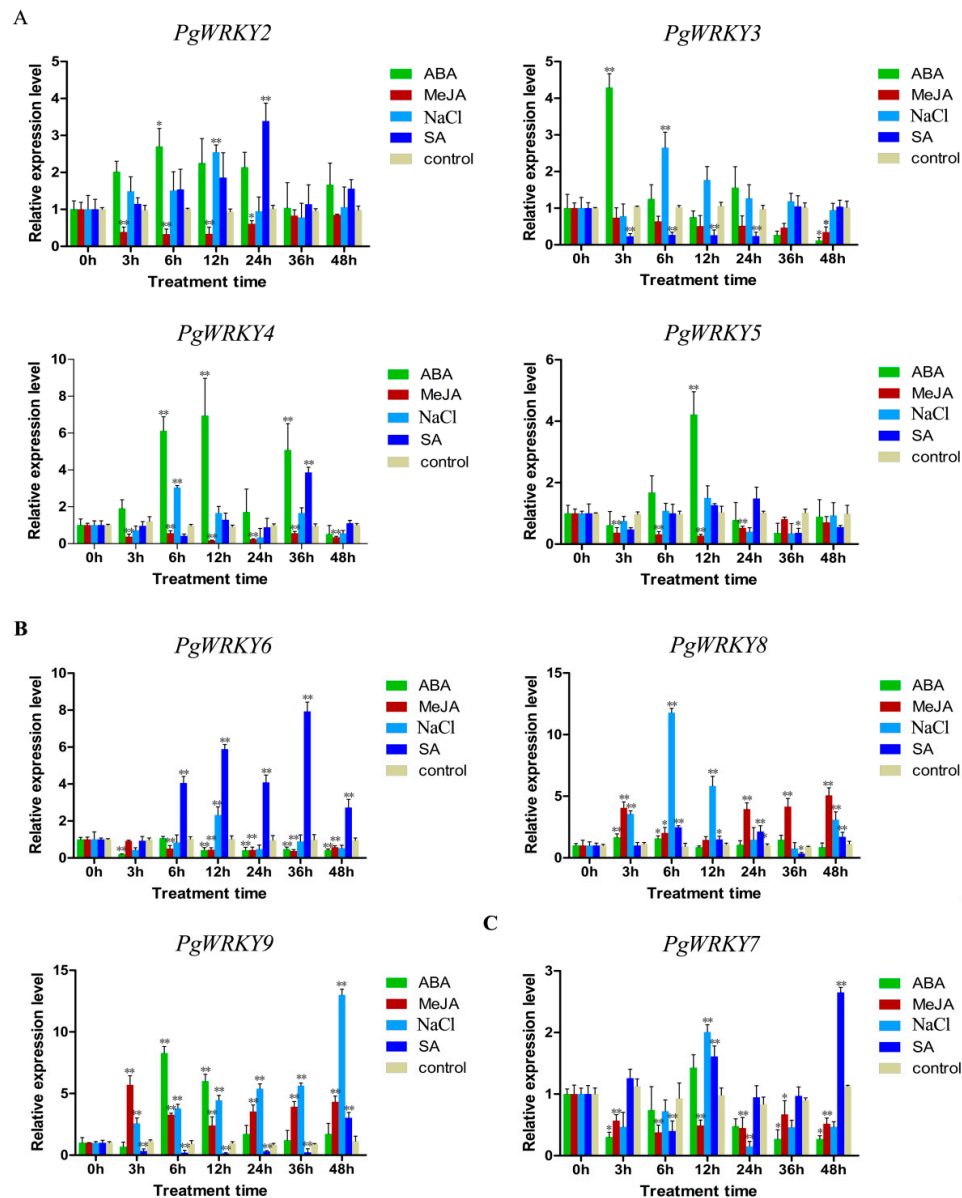 A
PgWRKY2
Relative expression level
5
4
3
2
1
0
* ** ** ** ** ** * **
0h 3h 6h 12h 24h 36h 48h
Treatment time
ABA
MeJA
NaCl
SA
control
PgWRKY3
Relative expression level
5
4
3
2
1
0
** ** ** ** ** ** * *
0h 3h 6h 12h 24h 36h 48h
Treatment time
ABA
MeJA
NaCl
SA
control
PgWRKY4
Relative expression level
10
8
6
4
2
0
** ** ** ** ** ** ** ** ** ** **
0h 3h 6h 12h 24h 36h 48h
Treatment time
ABA
MeJA
NaCl
SA
control
PgWRKY5
Relative expression level
6
4
2
0
** ** ** ** ** *
0h 3h 6h 12h 24h 36h 48h
Treatment time
ABA
MeJA
NaCl
SA
control
B
PgWRKY6
Relative expression level
10
8
6
4
2
0
** ** ** ** ** ** ** ** ** ** ** ** ** ** ** **
0h 3h 6h 12h 24h 36h 48h
Treatment time
ABA
MeJA
NaCl
SA
control
PgWRKY8
Relative expression level
15
10
5
0
** ** ** * * ** ** ** * ** ** ** ** * ** ** **
0h 3h 6h 12h 24h 36h 48h
Treatment time
ABA
MeJA
NaCl
SA
control
PgWRKY9
Relative expression level
15
10
5
0
** ** ** ** ** ** ** ** ** ** ** ** ** ** ** ** ** ** ** **
0h 3h 6h 12h 24h 36h 48h
Treatment time
ABA
MeJA
NaCl
SA
control
C
PgWRKY7
Relative expression level
3
2
1
0
* ** ** ** ** ** ** ** ** * * * ** **
0h 3h 6h 12h 24h 36h 48h
Treatment time
ABA
MeJA
NaCl
SA
control